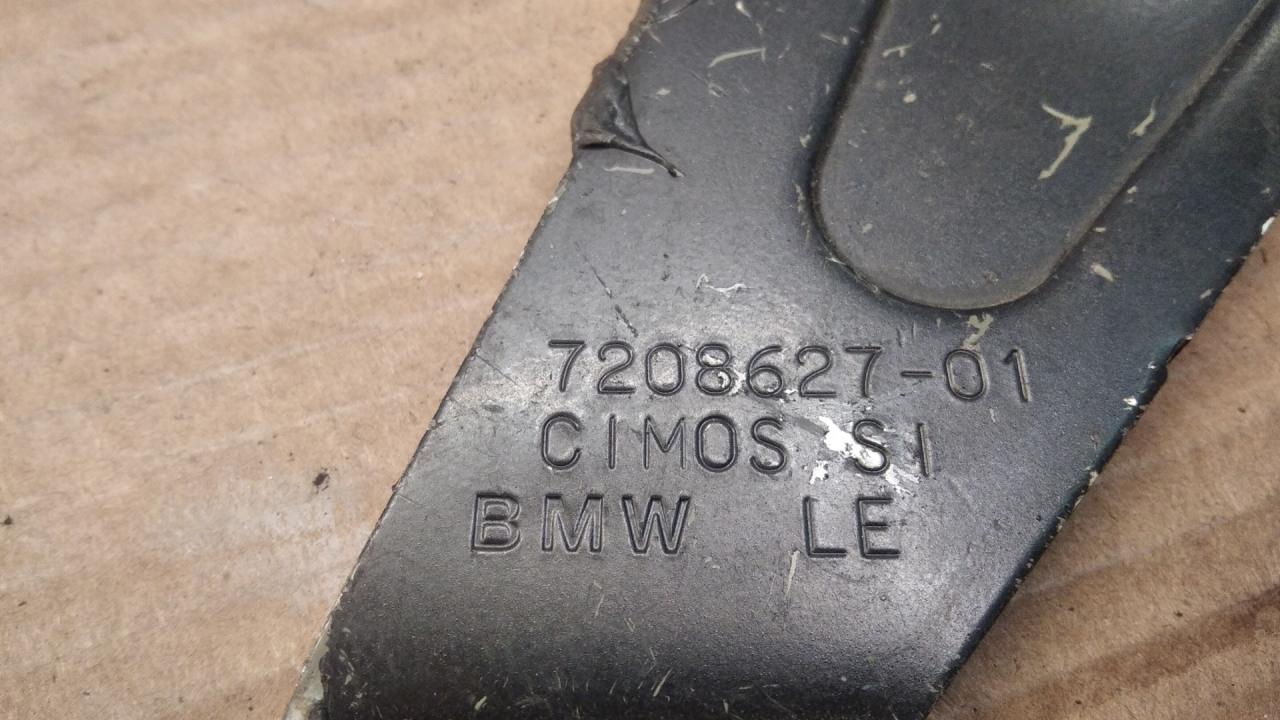 7208627-01
CIMOS SI
BMW LE